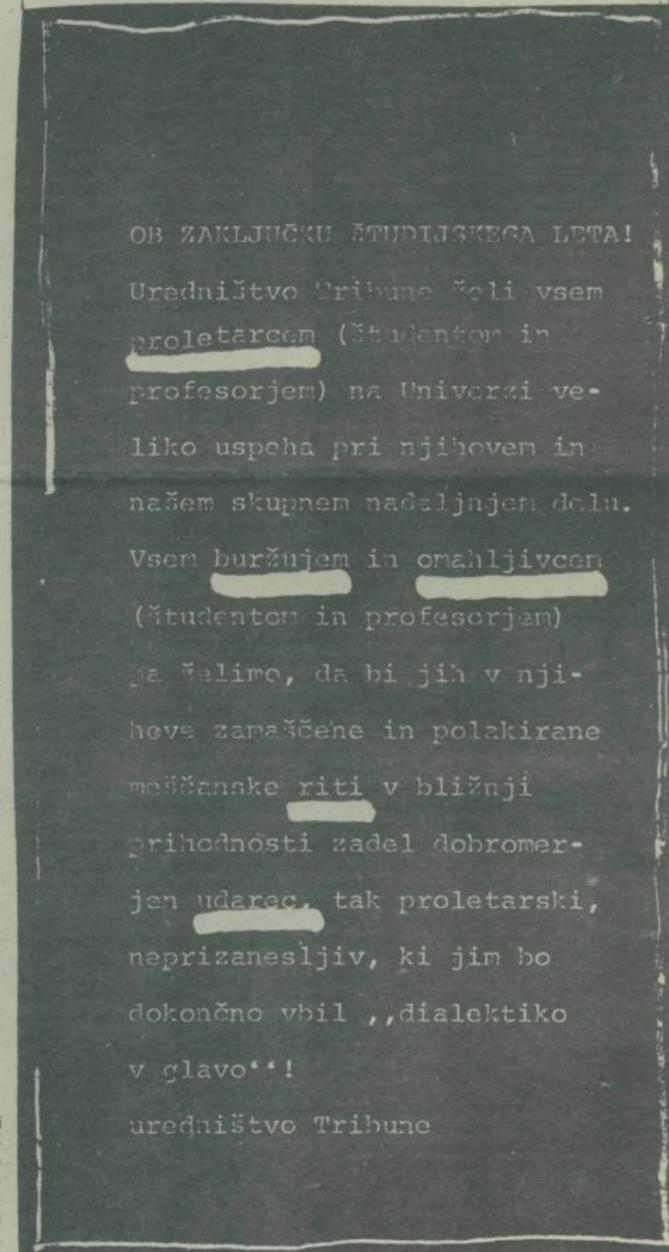 OB ZAKLJUČKU ŠTUDIJSKEGA LETA!
Uredništvo Tribune želi vsem
proletarcem (študentom in
profesorjem) na Univerzi ve-
liko uspeha pri njihovem in
našem skupnem nadaljnjem delu.
Vsem buržujem in omahljivcem
(študentom in profesorjem)
pa želimo, da bi jih v nji-
hove zamaščene in polakirane
meščanske riti v bližnji
prihodnosti zadel dobromer-
jen udarec, tak proletarski,
neprizanesljiv, ki jim bo
dokončno vbil ,,dialektiko
v glavo“!
uredništvo Tribune